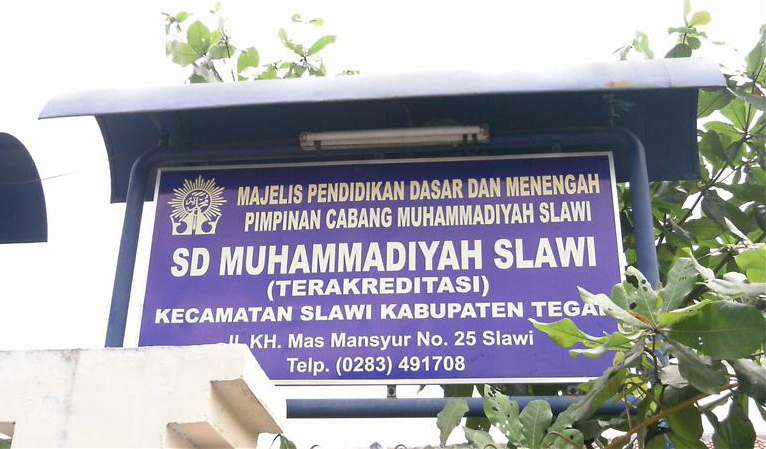 MAJELIS PENDIDIKAN DASAR DAN MENENGAH
PIMPINAN CABANG MUHAMMADIYAH SLAWI
SD MUHAMMADIYAH SLAWI
(TERAKREDITASI)
KECAMATAN SLAWI KABUPATEN TEGAL
Jl. KH. Mas Mansyur No. 25 Slawi
Telp. (0283) 491708